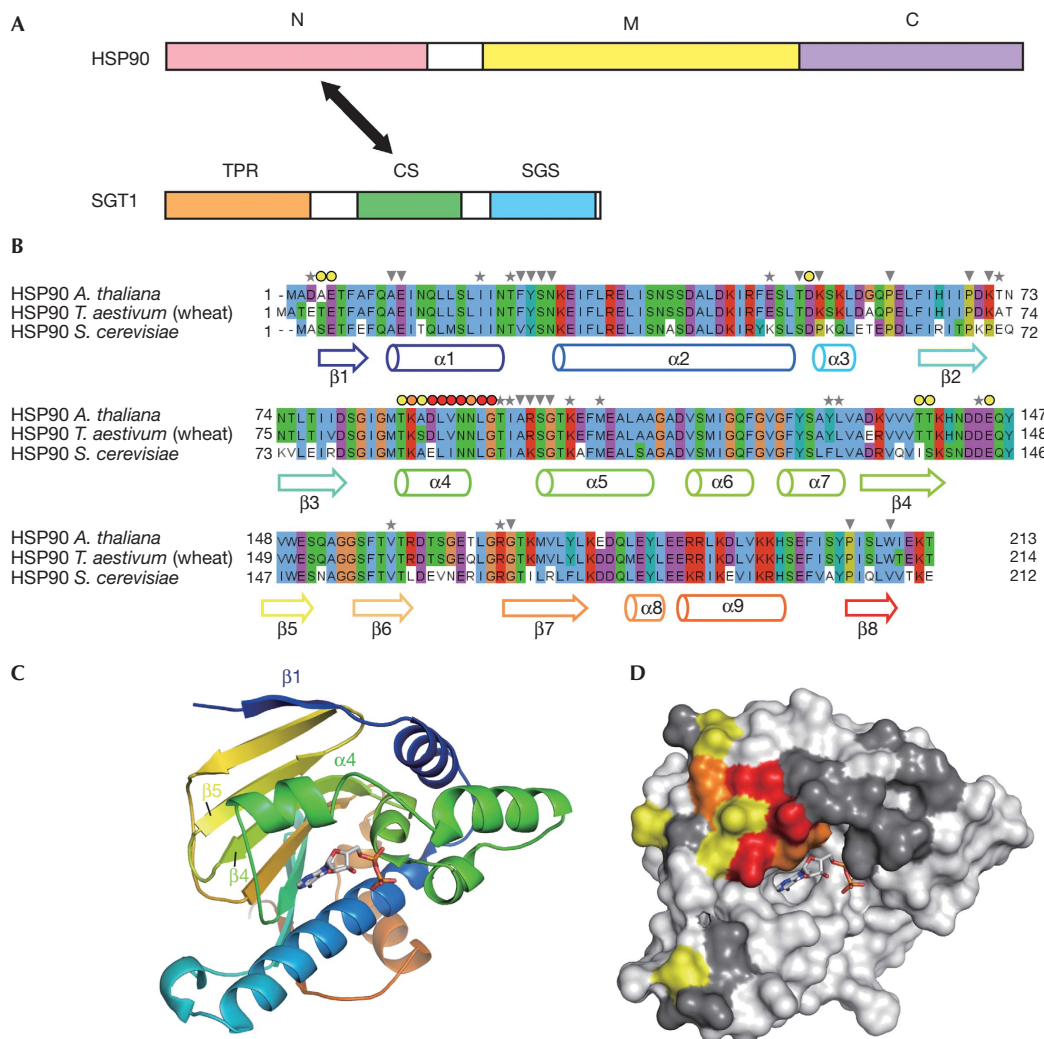 A
N
M
C
HSP90
TPR
CS
SGS
SGT1
B
HSP90 A. thaliana 1 -MADAETFAFQAEINQLLSLIINTFYSNKEIFLRELISNSSDALDKIRFESLTDKSKLDGQPELFIHIIPDKTN 73
HSP90 T. aestivum (wheat) 1 MATETETFAFQAEINQLLSLIINTFYSNKEIFLRELISNSSDALDKIRFESLTDKSKLDAQPELFIHIIPDKAT 74
HSP90 S. cerevisiae 1 --MASETFEFQAEITQLMSLIINTVYSNKEIFLRELISNASDALDKIRYKSLSDPKQLETEPDLFIRITPKPEQ 72
β1 α1 α2 α3 β2
HSP90 A. thaliana 74 NTLTIIDSGIGMTKADLVNNLGTIARSGTKEFMEALAAGADVSMIGQFGVGFYSAYLVADKVVVTTKHNDDEQY 147
HSP90 T. aestivum (wheat) 75 NTLTIVDSGIGMTKSDLVNNLGTIARSGTKEFMEALAAGADVSMIGQFGVGFYSAYLVAERVVVTTKHNDDEQY 148
HSP90 S. cerevisiae 73 KVLEIRDSGIGMTKAELINNLGTIAKSGTKAFMEALSAGADVSMIGQFGVGFYSLFLVADRVQVISKSNDDEQY 146
β3 α4 α5 α6 α7 β4
HSP90 A. thaliana 148 VWESQAGGSFTVTRDTSGETLGRGTKMVLYLKEDQLEYLEERRLKDLVKKHSEFISYPISLWIEKT 213
HSP90 T. aestivum (wheat) 149 VWESQAGGSFTVTRDTSGEQLGRGTKMVLYLKDDQMEYLEERRLKDLVKKHSEFISYPISLWTEKT 214
HSP90 S. cerevisiae 147 IWESNAGGSFTVTLDEVNERIGRGTILRLFLKDDQLEYLEEKRIKEVIKRHSEFVAYPIQLVVTKE 212
β5 β6 β7 α8 α9 β8
C
β1
α4
β5
β4
D